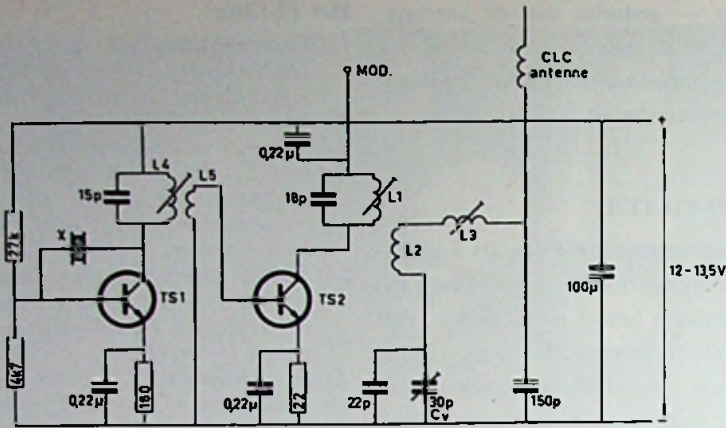 CLC
antenne
MOD.
+
0,22µ
L4
L5
15p
18p
L1
27k
X
L3
L2
TS1
TS2
100µ
12-13,5V
4k7
0,22µ
180
0,22µ
22
22p
30p
Cv
150p
-